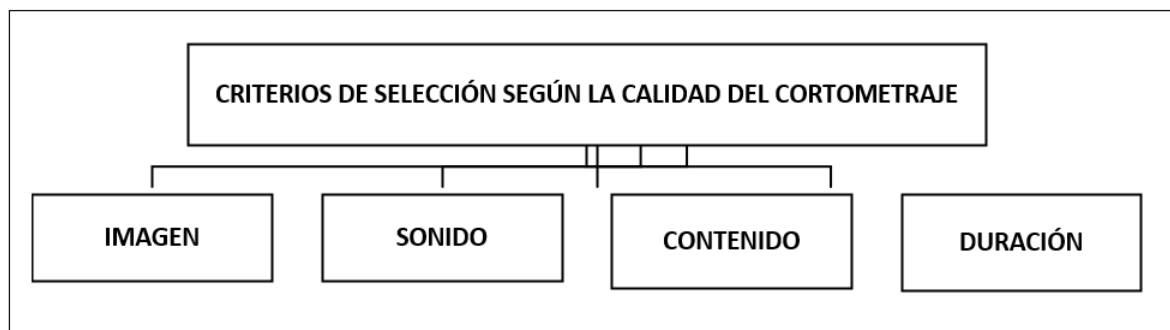 CRITERIOS DE SELECCIÓN SEGÚN LA CALIDAD DEL CORTOMETRAJE
IMAGEN
SONIDO
CONTENIDO
DURACIÓN